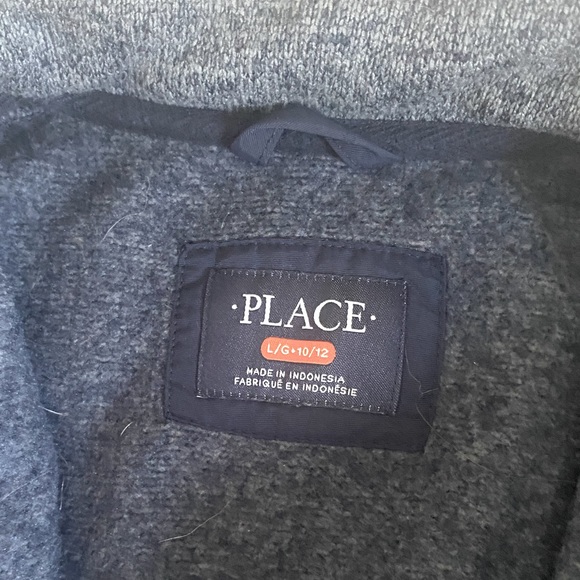 ·PLACE·
L/G•10/12
MADE IN INDONESIA
FABRIQUÉ EN INDONÉSIE